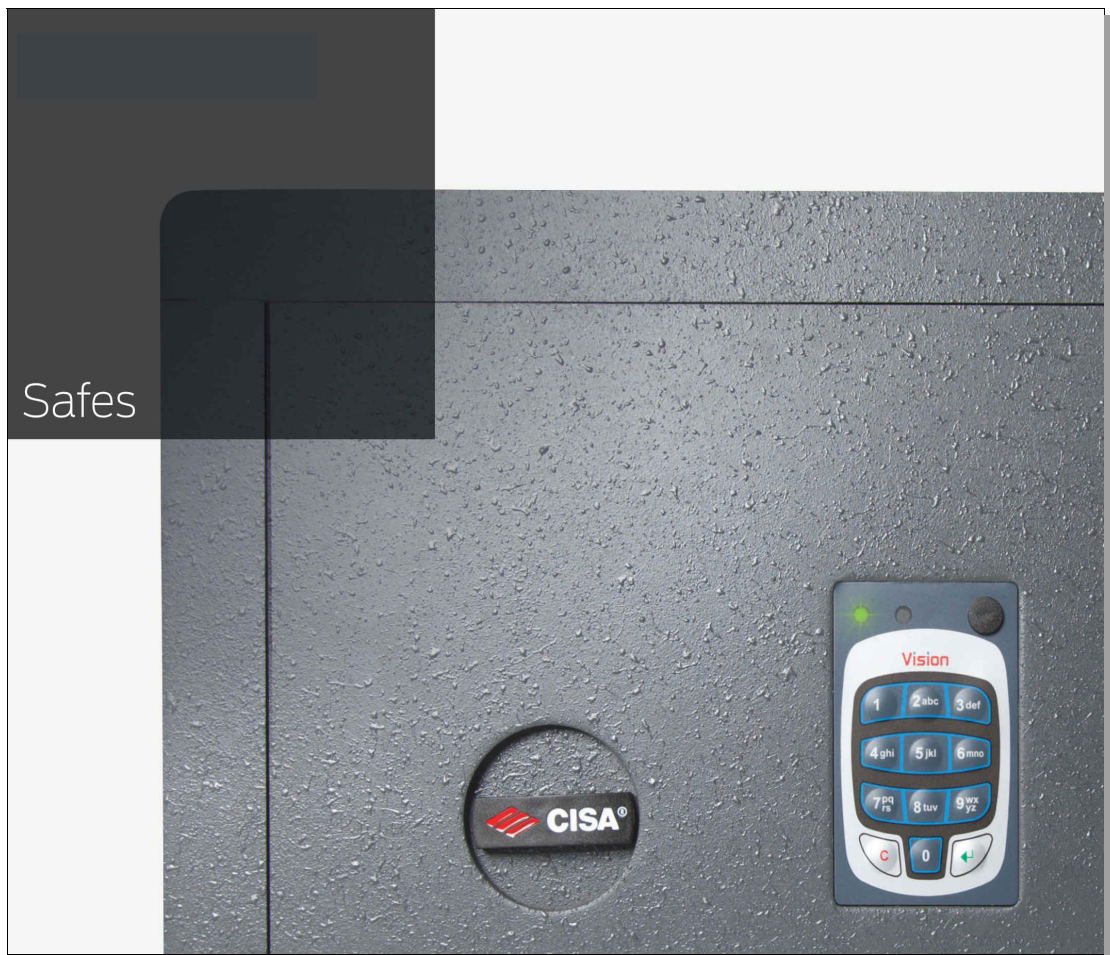 Safes
Vision
1 2abc 3def
4ghi 5jkl 6mno
7pqrs 8tuv 9wxyz
C 0 ↵
CISA®